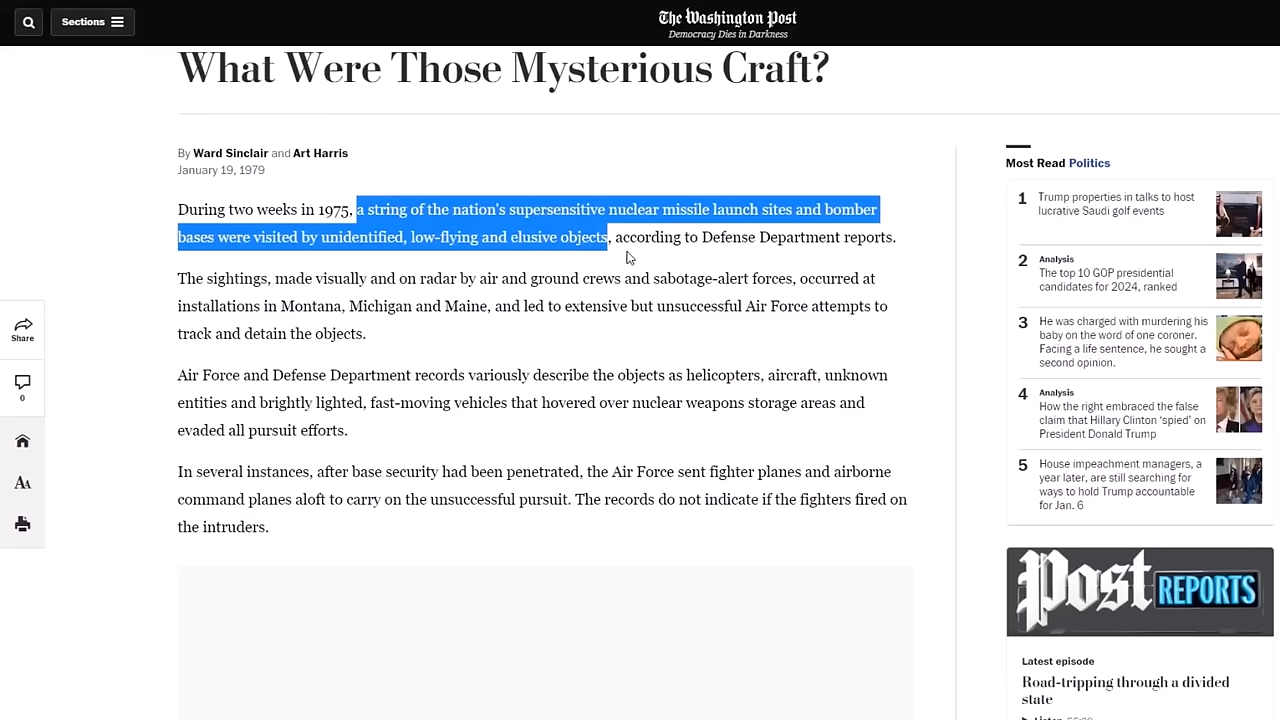 Sections
The Washington Post
Democracy Dies in Darkness
What Were Those Mysterious Craft?
By Ward Sinclair and Art Harris
January 19, 1979
During two weeks in 1975, a string of the nation's supersensitive nuclear missile launch sites and bomber
bases were visited by unidentified, low-flying and elusive objects, according to Defense Department reports.
The sightings, made visually and on radar by air and ground crews and sabotage-alert forces, occurred at
installations in Montana, Michigan and Maine, and led to extensive but unsuccessful Air Force attempts to
track and detain the objects.
Air Force and Defense Department records variously describe the objects as helicopters, aircraft, unknown
entities and brightly lighted, fast-moving vehicles that hovered over nuclear weapons storage areas and
evaded all pursuit efforts.
In several instances, after base security had been penetrated, the Air Force sent fighter planes and airborne
command planes aloft to carry on the unsuccessful pursuit. The records do not indicate if the fighters fired on
the intruders.
Share
0
AA
Most Read Politics
1
Trump properties in talks to host
lucrative Saudi golf events
2
Analysis
The top 10 GOP presidential
candidates for 2024, ranked
3
He was charged with murdering his
baby on the word of one coroner.
Facing a life sentence, he sought a
second opinion.
4
Analysis
How the right embraced the false
claim that Hillary Clinton ‘spied’ on
President Donald Trump
5
House impeachment managers, a
year later, are still searching for
ways to hold Trump accountable
for Jan. 6
Post REPORTS
Latest episode
Road-tripping through a divided
state